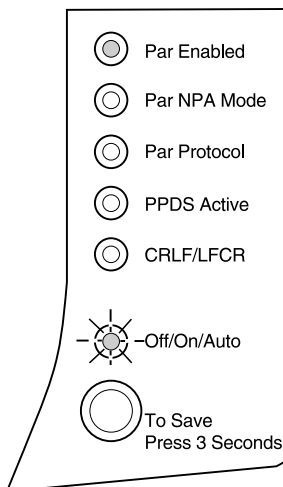 Par Enabled
Par NPA Mode
Par Protocol
PPDS Active
CRLF/LFCR
Off/On/Auto
To Save
Press 3 Seconds